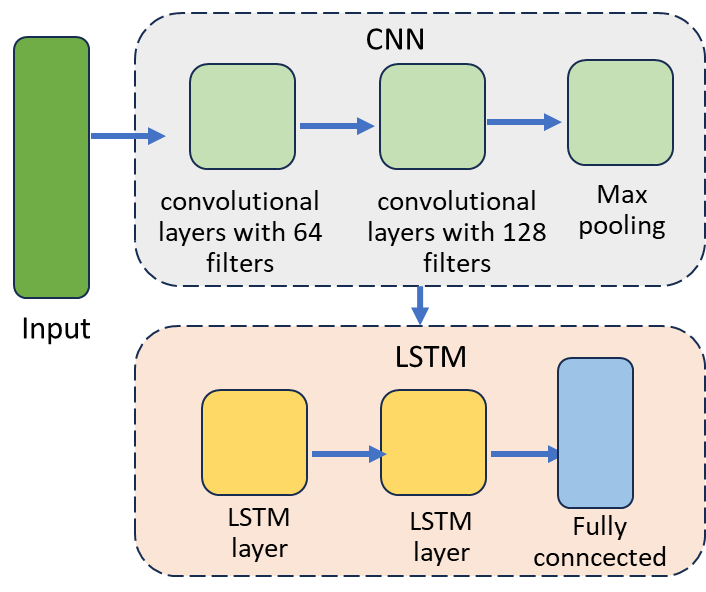 CNN
convolutional
layers with 64
filters
convolutional
layers with 128
filters
Max
pooling
Input
LSTM
LSTM
layer
LSTM
layer
Fully
conncected